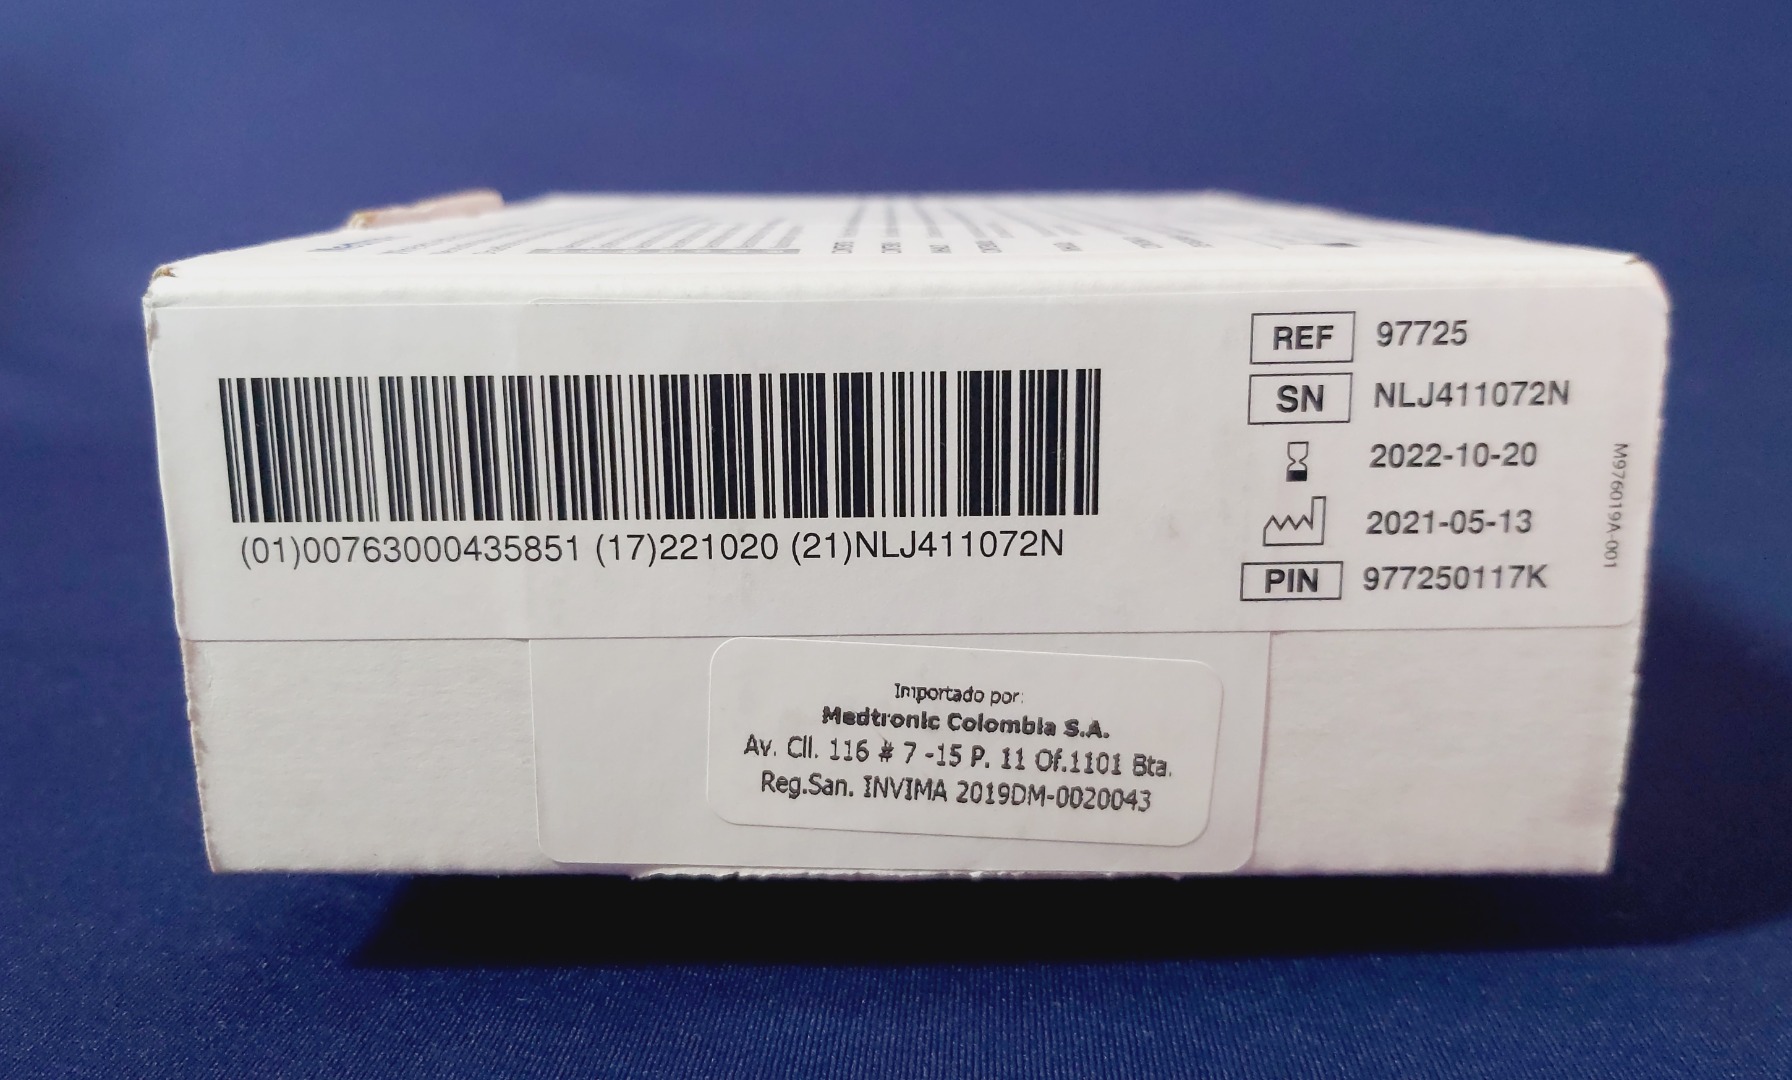 (01)00763000435851 (17)221020 (21)NLJ411072N
REF 97725
SN NLJ411072N
2022-10-20
2021-05-13
PIN 977250117K
M976019A-001
Importado por:
Medtronic Colombia S.A.
Av. Cll. 116 # 7 -15 P. 11 Of.1101 Bta.
Reg.San. INVIMA 2019DM-0020043